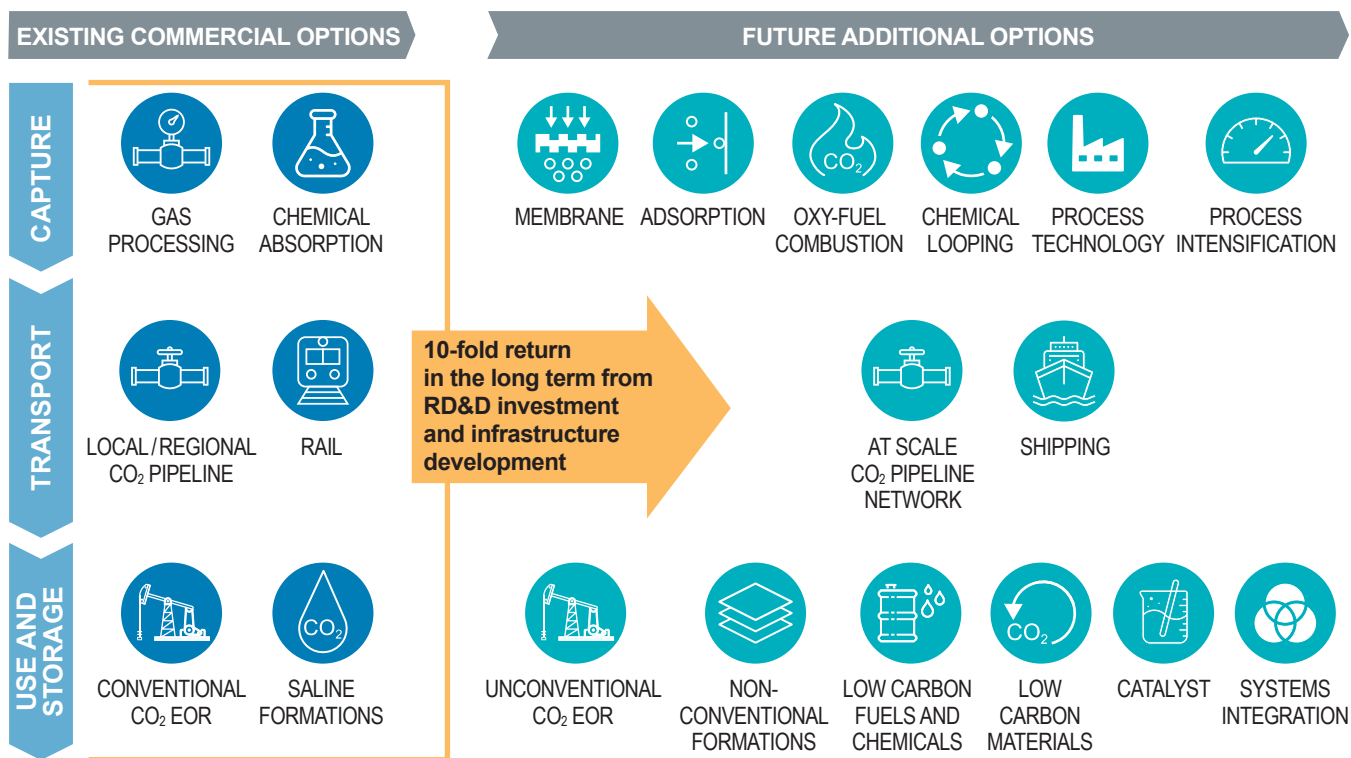 EXISTING COMMERCIAL OPTIONS
FUTURE ADDITIONAL OPTIONS
CAPTURE
GAS
PROCESSING
CHEMICAL
ABSORPTION
MEMBRANE
ADSORPTION
CO₂
OXY-FUEL
COMBUSTION
CHEMICAL
LOOPING
PROCESS
TECHNOLOGY
PROCESS
INTENSIFICATION
TRANSPORT
LOCAL/REGIONAL
CO₂ PIPELINE
RAIL
10-fold return
in the long term from
RD&D investment
and infrastructure
development
AT SCALE
CO₂ PIPELINE
NETWORK
SHIPPING
USE AND
STORAGE
CONVENTIONAL
CO₂ EOR
CO₂
SALINE
FORMATIONS
UNCONVENTIONAL
CO₂ EOR
NON-
CONVENTIONAL
FORMATIONS
LOW CARBON
FUELS AND
CHEMICALS
CO₂
LOW
CARBON
MATERIALS
CATALYST
SYSTEMS
INTEGRATION